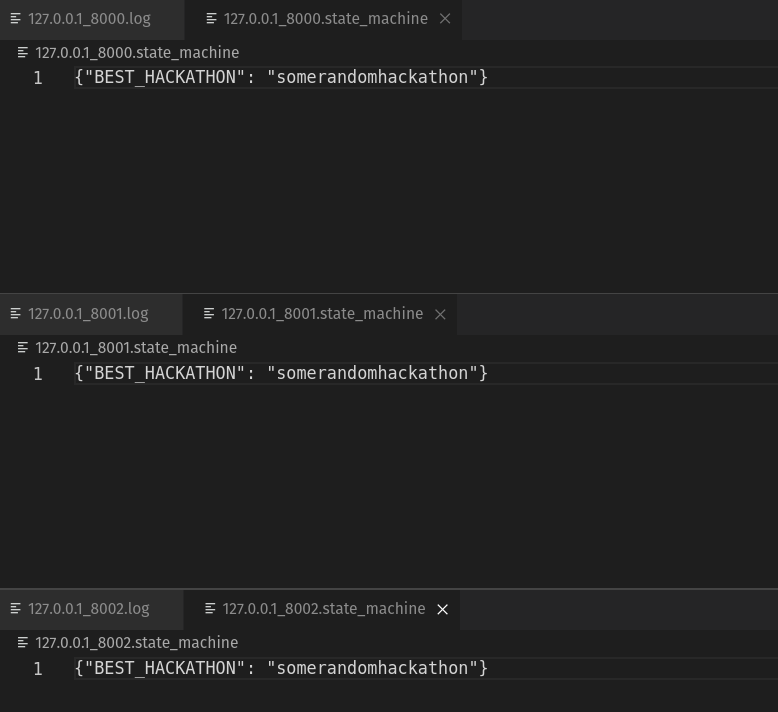 127.0.0.1_8000.log 127.0.0.1_8000.state_machine
127.0.0.1_8000.state_machine
1 {"BEST_HACKATHON": "somerandomhackathon"}
127.0.0.1_8001.log 127.0.0.1_8001.state_machine
127.0.0.1_8001.state_machine
1 {"BEST_HACKATHON": "somerandomhackathon"}
127.0.0.1_8002.log 127.0.0.1_8002.state_machine
127.0.0.1_8002.state_machine
1 {"BEST_HACKATHON": "somerandomhackathon"}